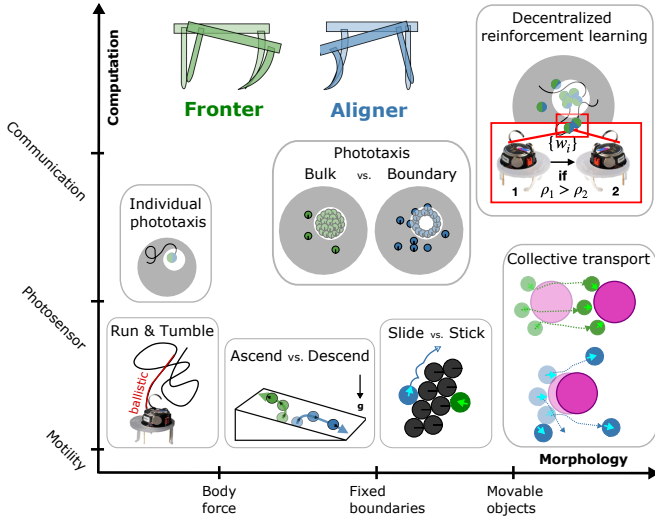 Computation
Communication
Photosensor
Motility
Fronter
Aligner
Decentralized
reinforcement learning
{w_i}
1
if
2
ρ₁ > ρ₂
Phototaxis
Bulk vs. Boundary
Individual
phototaxis
Collective transport
Run & Tumble
ballistic
Ascend vs. Descend
g
Slide vs. Stick
Morphology
Body
force
Fixed
boundaries
Movable
objects